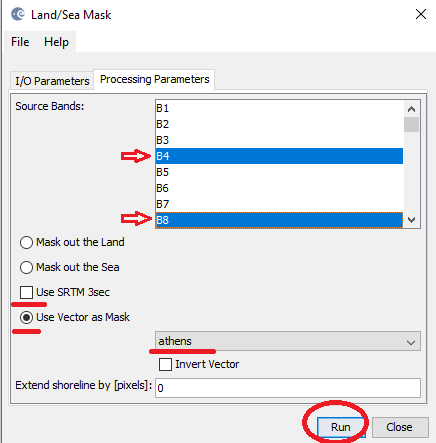 Land/Sea Mask
File Help
I/O Parameters Processing Parameters
Source Bands:
B1
B2
B3
B4
B5
B6
B7
B8
Mask out the Land
Mask out the Sea
Use SRTM 3sec
Use Vector as Mask
athens
Invert Vector
Extend shoreline by [pixels]: 0
Run Close